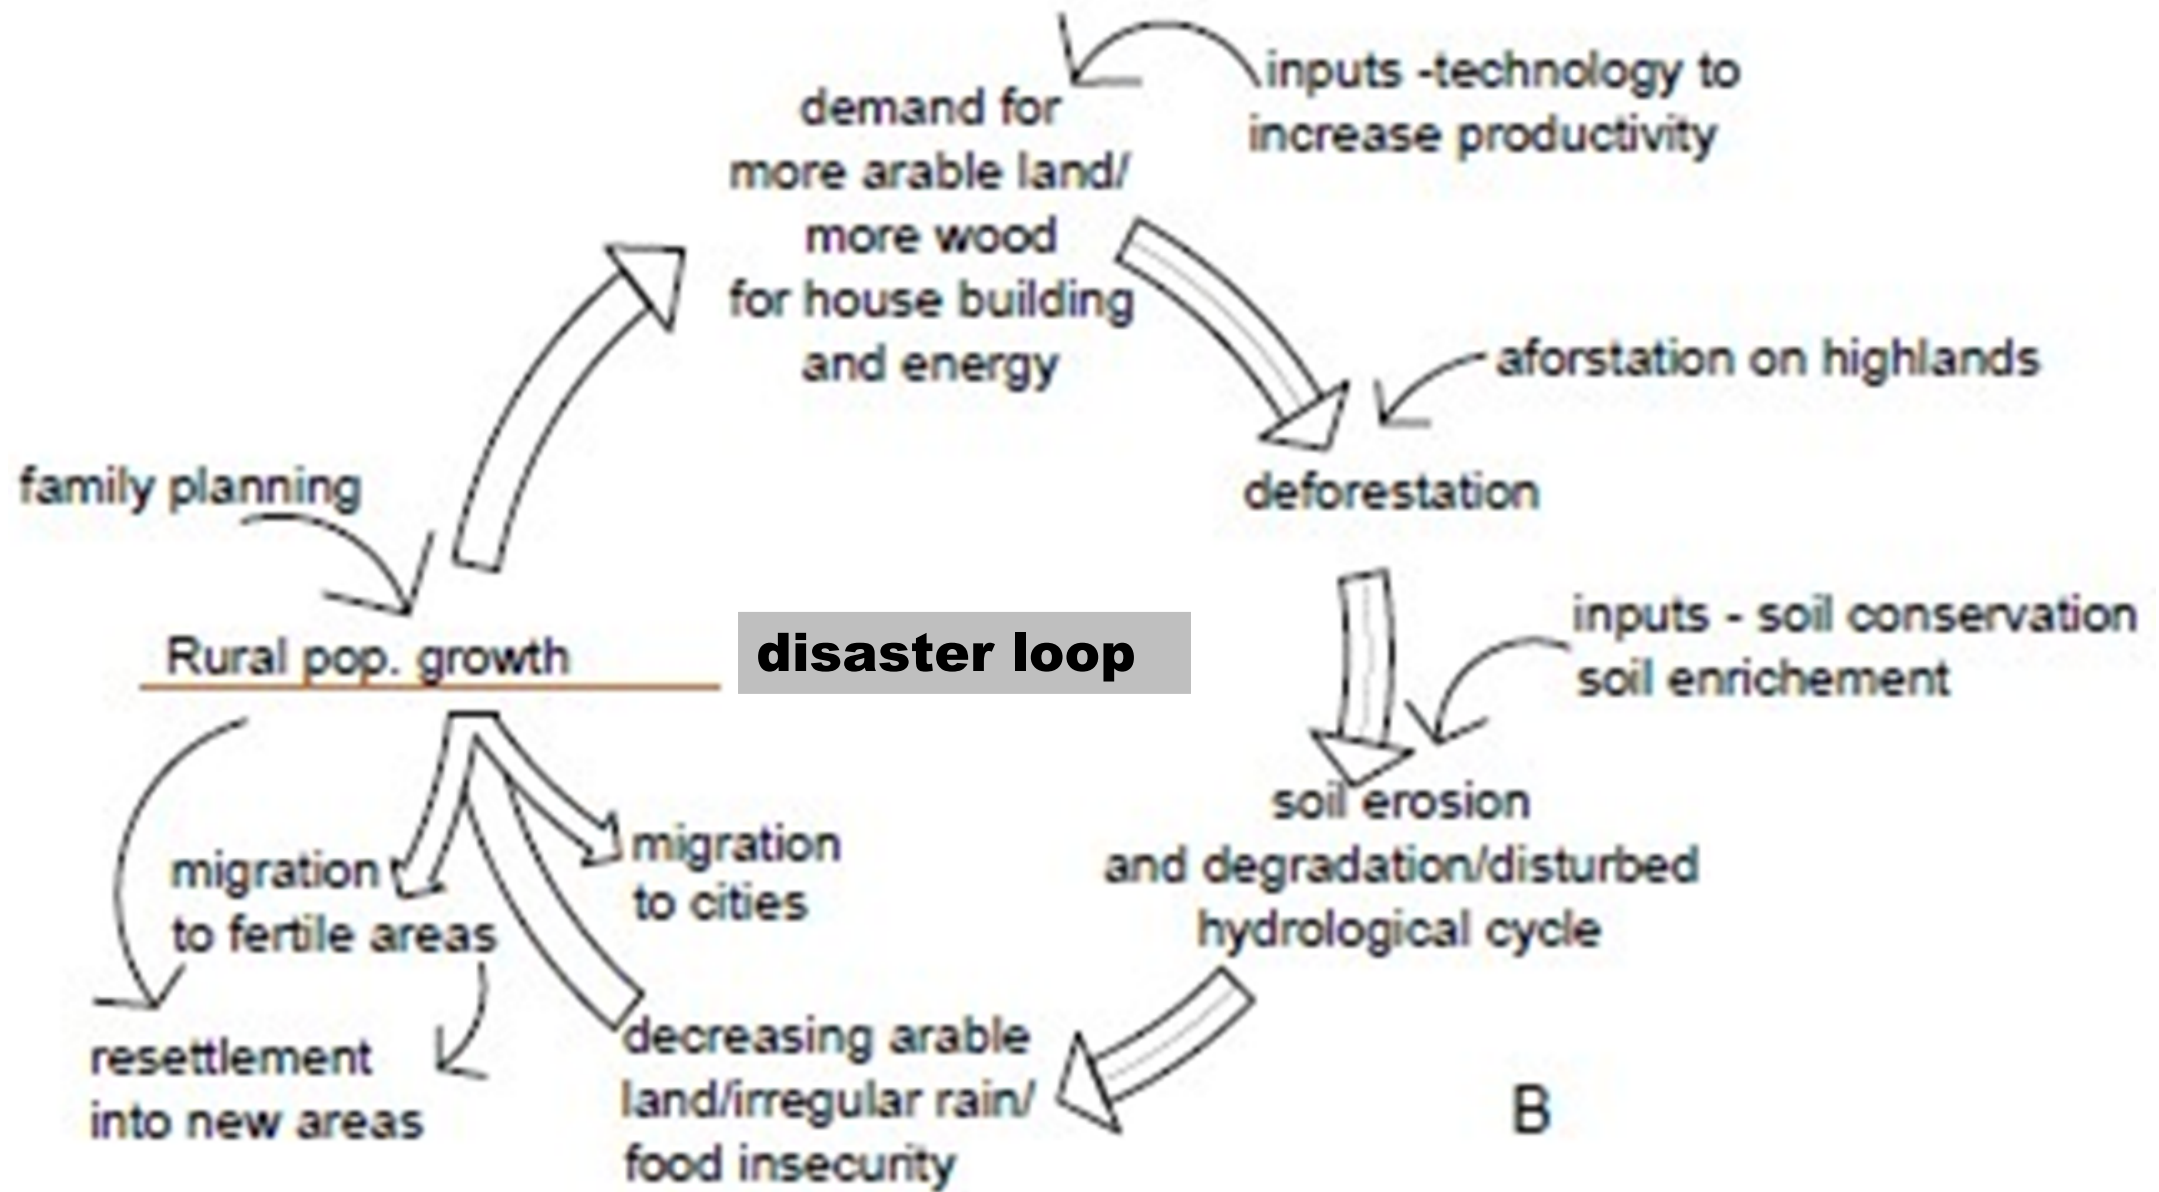 inputs -technology to
increase productivity
demand for
more arable land/
more wood
for house building
and energy
aforstation on highlands
family planning
deforestation
inputs - soil conservation
soil enrichement
Rural pop. growth
disaster loop
soil erosion
and degradation/disturbed
hydrological cycle
migration
to cities
migration
to fertile areas
decreasing arable
land/irregular rain/
food insecurity
resettlement
into new areas
B